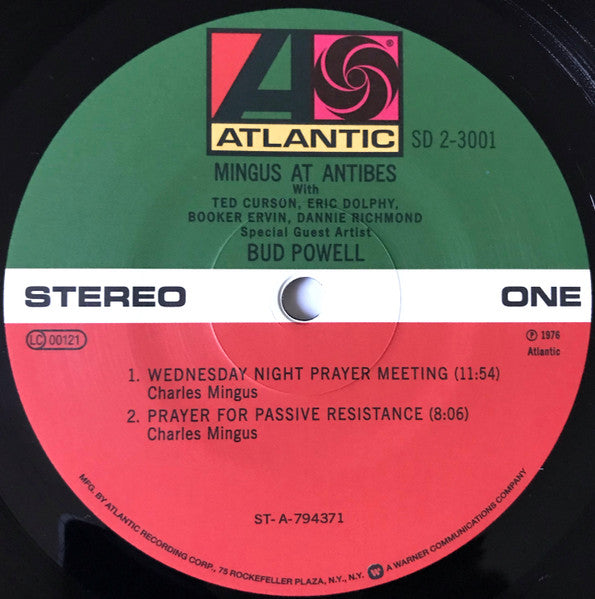 ATLANTIC
®
SD 2-3001
MINGUS AT ANTIBES
With
TED CURSON, ERIC DOLPHY,
BOOKER ERVIN, DANNIE RICHMOND
Special Guest Artist
BUD POWELL
STEREO
ONE
LC 00121
℗ 1976
Atlantic
1. WEDNESDAY NIGHT PRAYER MEETING (11:54)
Charles Mingus
2. PRAYER FOR PASSIVE RESISTANCE (8:06)
Charles Mingus
ST-A-794371
MFG. BY ATLANTIC RECORDING CORP., 75 ROCKEFELLER PLAZA, N.Y., N.Y. A WARNER COMMUNICATIONS COMPANY